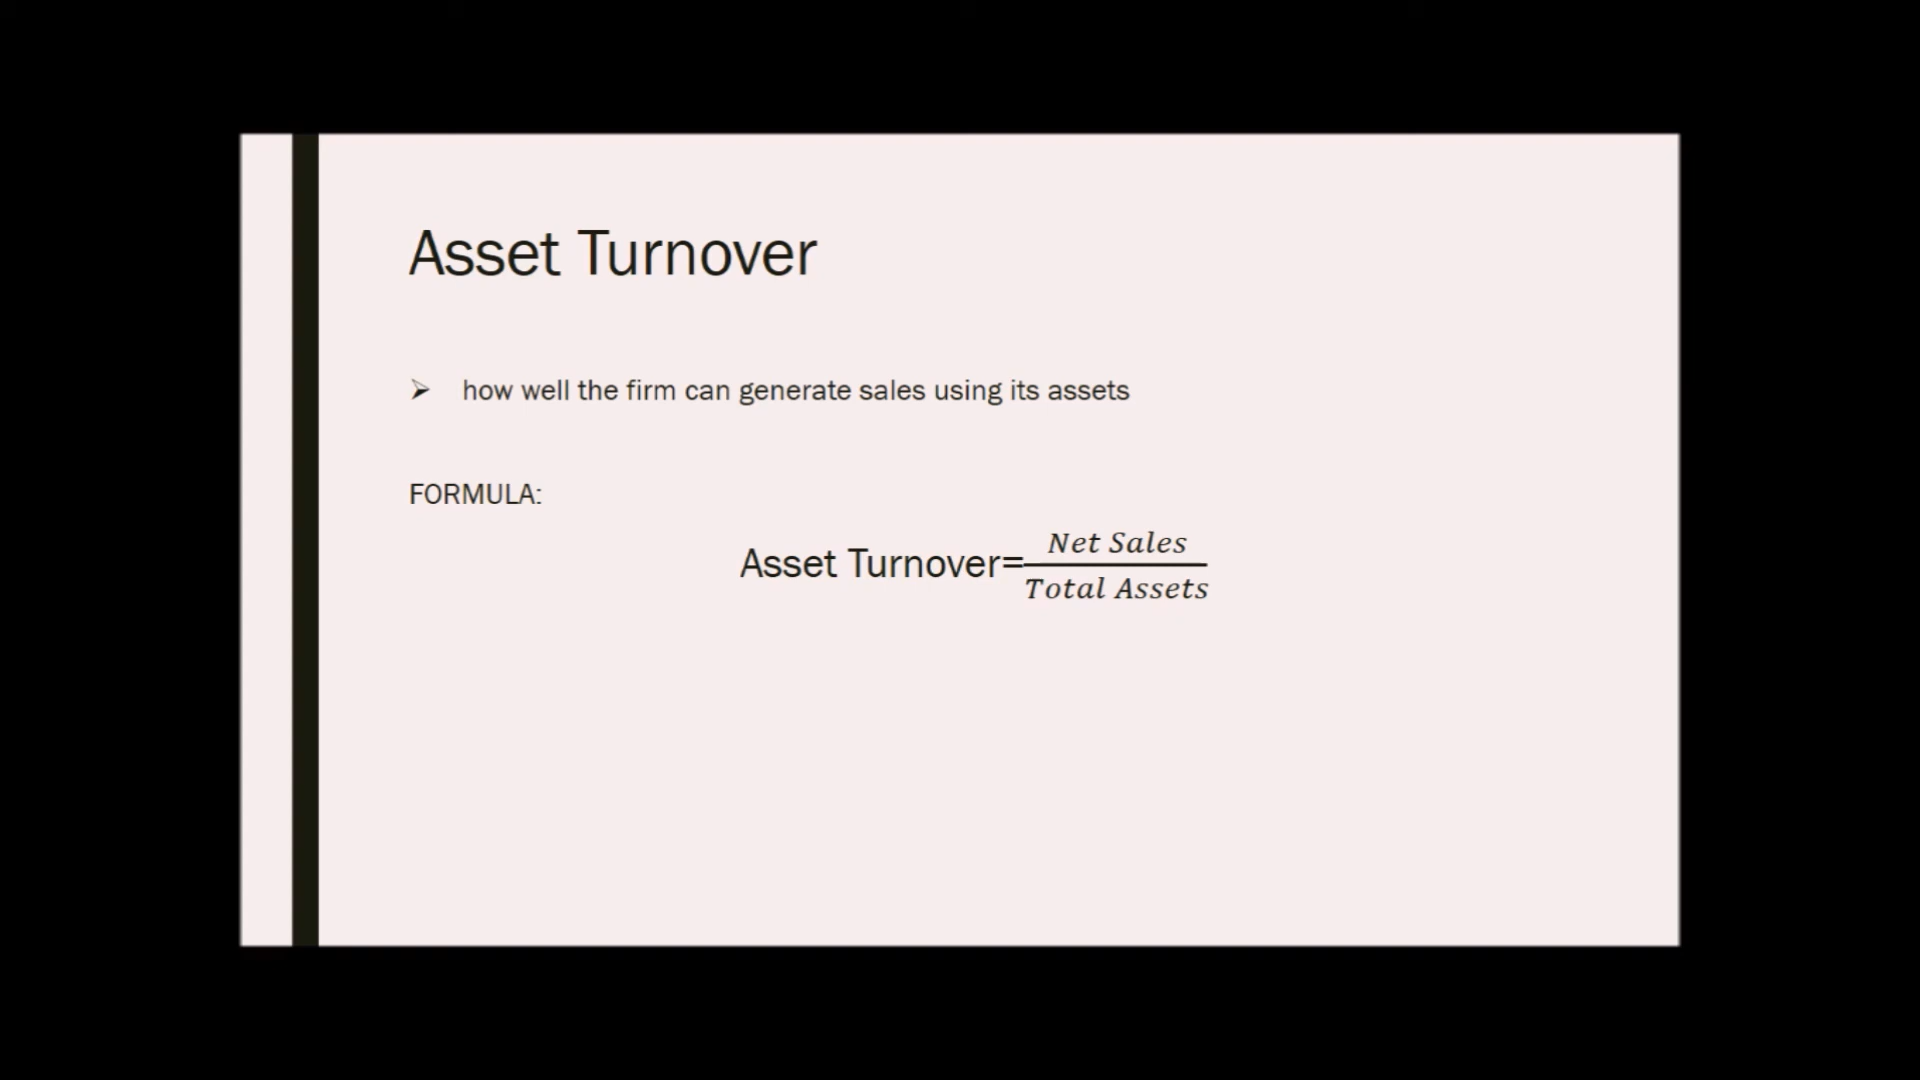 Asset Turnover
how well the firm can generate sales using its assets
FORMULA:
Asset Turnover=Net Sales/Total Assets